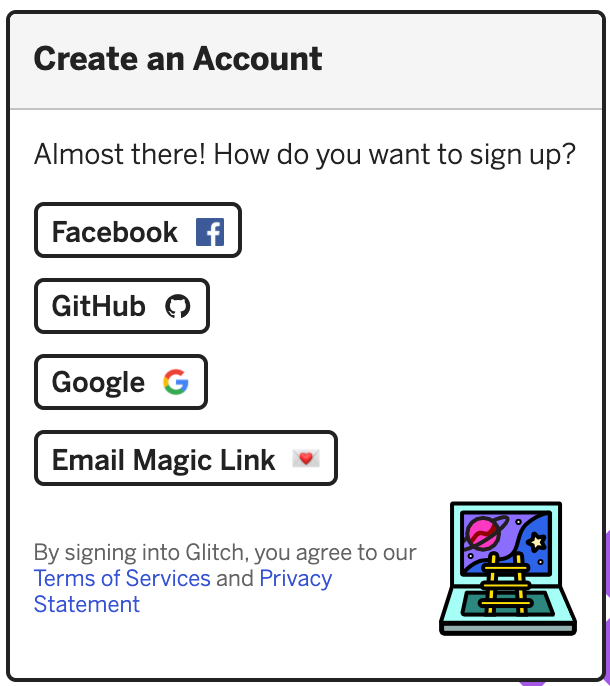 Create an Account
Almost there! How do you want to sign up?
Facebook
GitHub
Google
Email Magic Link
By signing into Glitch, you agree to our
Terms of Services and Privacy
Statement